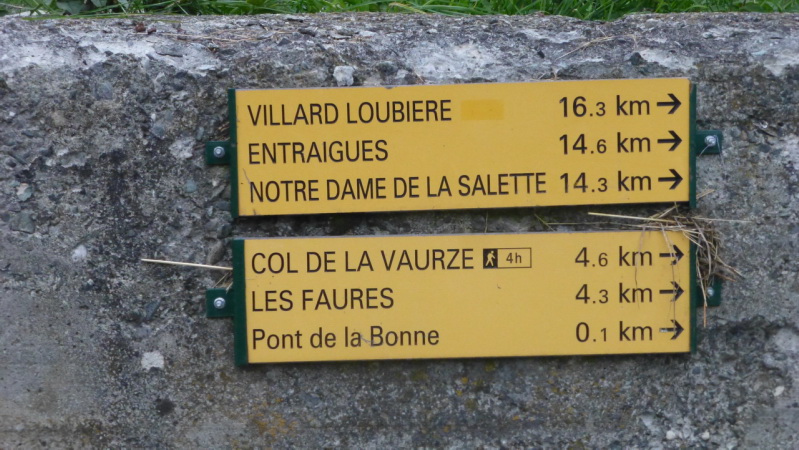 VILLARD LOUBIERE 16.3 km →
ENTRAIGUES 14.6 km →
NOTRE DAME DE LA SALETTE 14.3 km →
COL DE LA VAURZE 4h 4.6 km →
LES FAURES 4.3 km →
Pont de la Bonne 0.1 km →